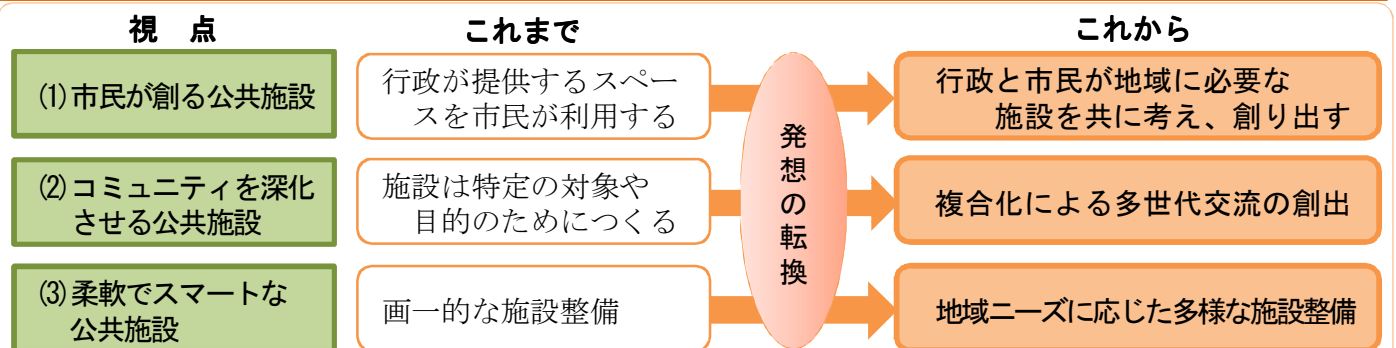 視 点
これまで
これから
(1)市民が創る公共施設
行政が提供するスペー
スを市民が利用する
行政と市民が地域に必要な
施設を共に考え、創り出す
発想の転換
(2)コミュニティを深化
させる公共施設
施設は特定の対象や
目的のためにつくる
複合化による多世代交流の創出
(3)柔軟でスマートな
公共施設
画一的な施設整備
地域ニーズに応じた多様な施設整備